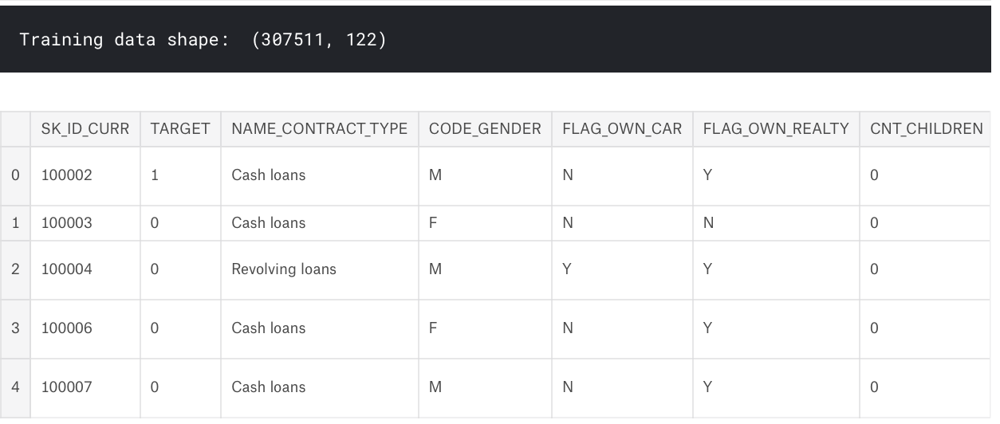 Training data shape:  (307511, 122)
SK_ID_CURR TARGET NAME_CONTRACT_TYPE CODE_GENDER FLAG_OWN_CAR FLAG_OWN_REALTY CNT_CHILDREN
0 100002 1 Cash loans M N Y 0
1 100003 0 Cash loans F N N 0
2 100004 0 Revolving loans M Y Y 0
3 100006 0 Cash loans F N Y 0
4 100007 0 Cash loans M N Y 0